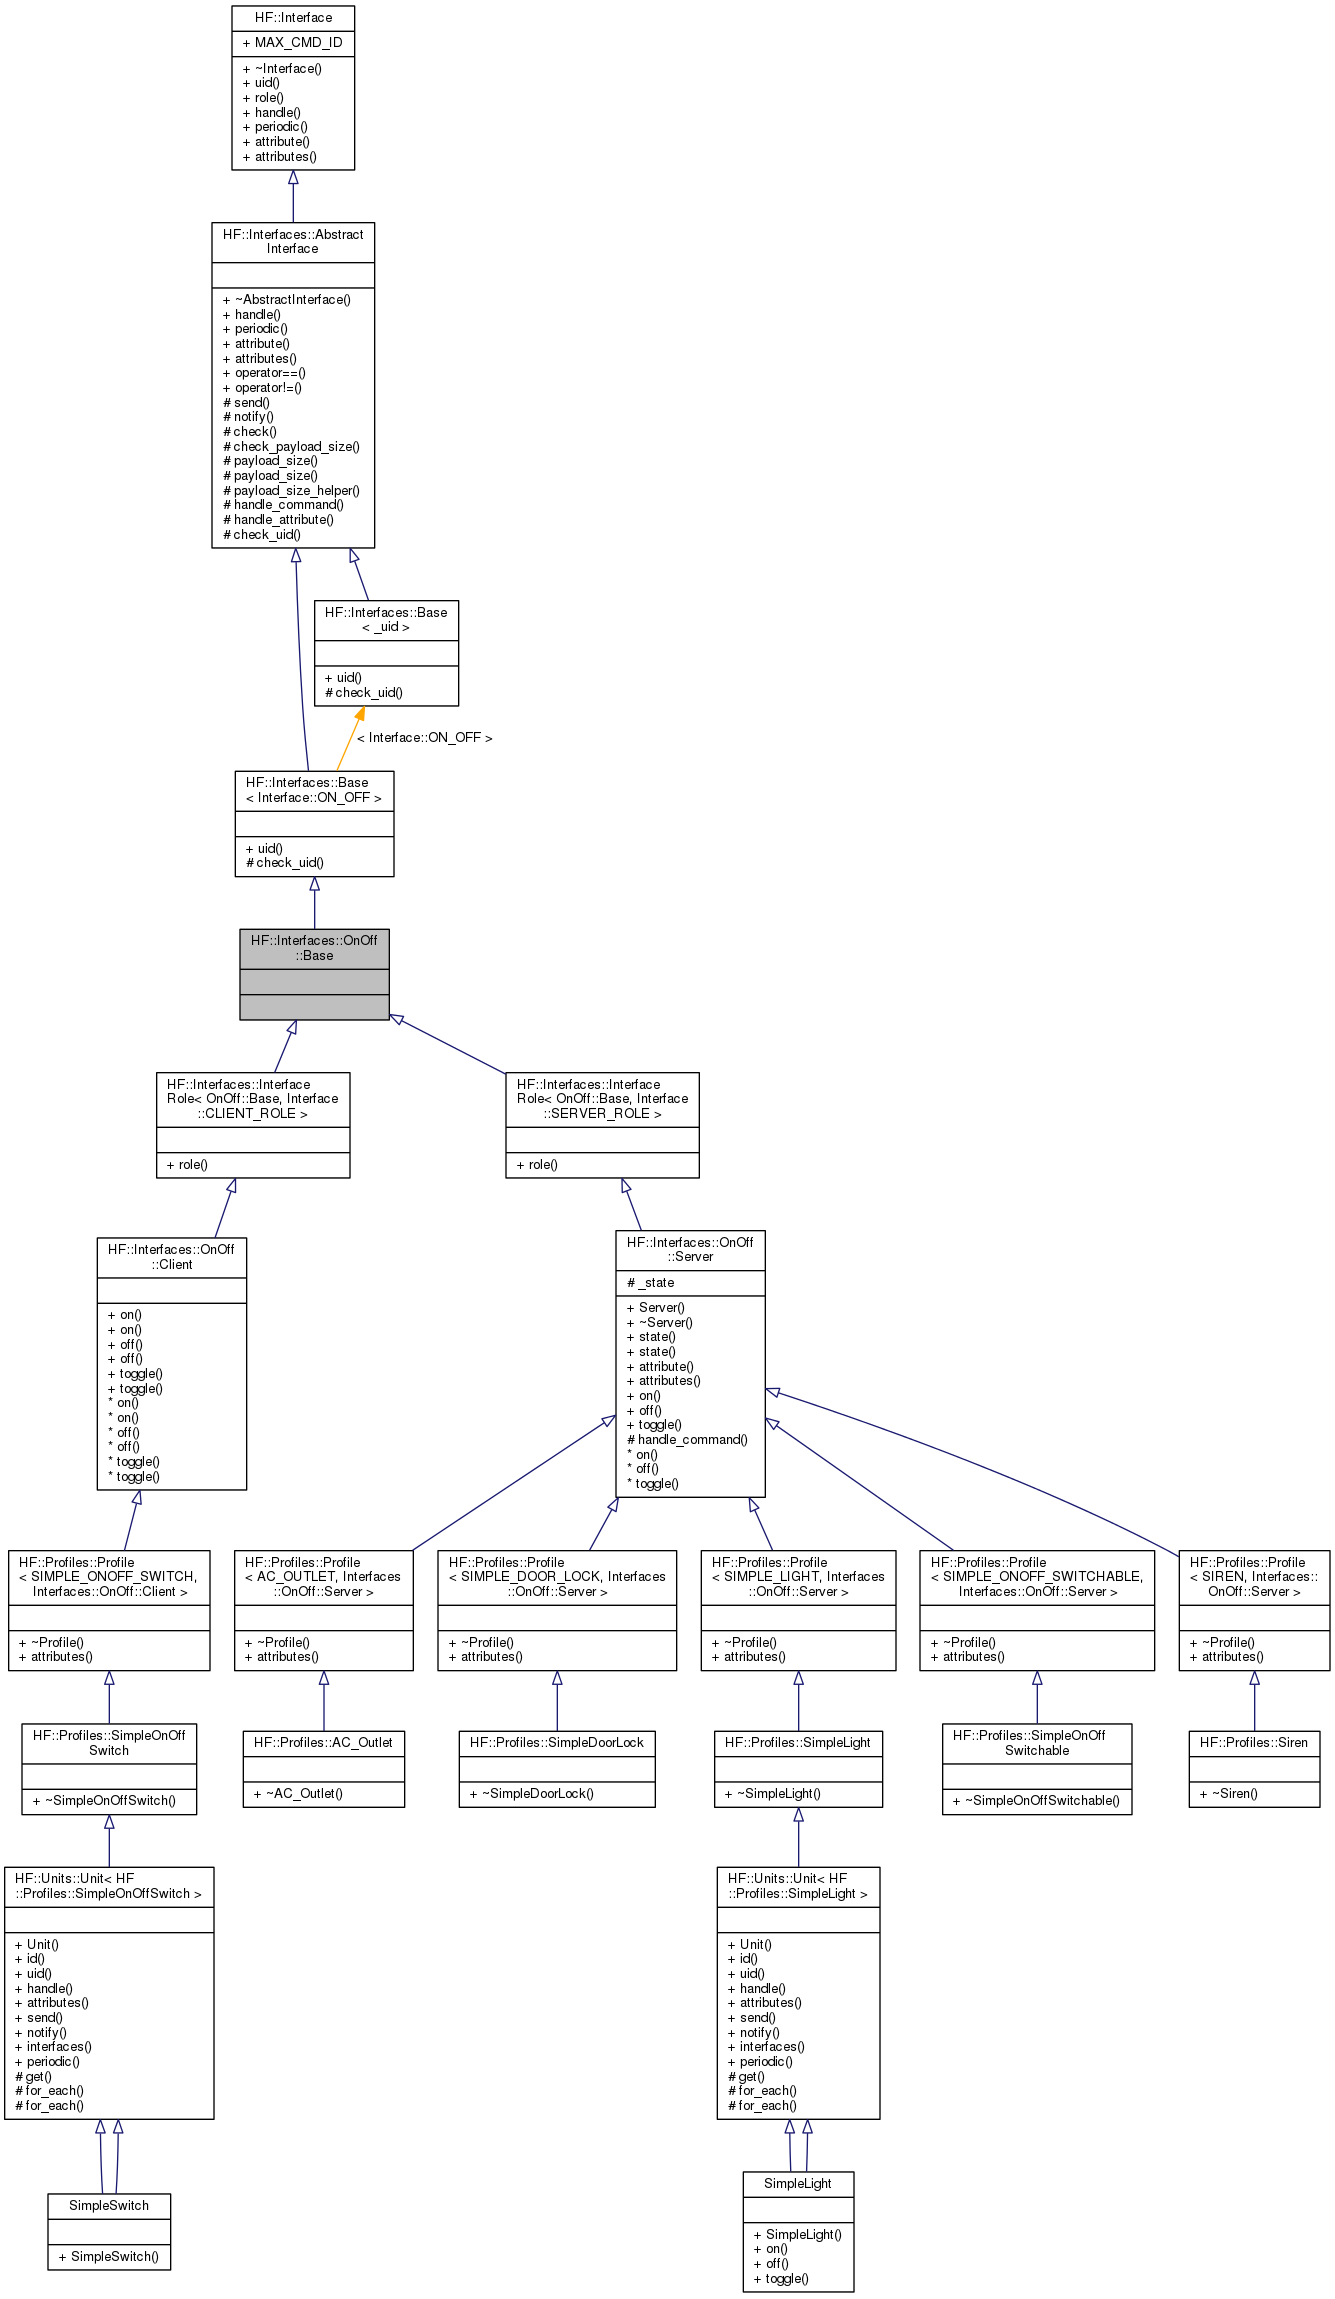 HF::Interface
+ MAX_CMD_ID
+ ~Interface()
+ uid()
+ role()
+ handle()
+ periodic()
+ attribute()
+ attributes()
HF::Interfaces::Abstract
Interface
+ ~AbstractInterface()
+ handle()
+ periodic()
+ attribute()
+ attributes()
+ operator==()
+ operator!=()
# send()
# notify()
# check()
# check_payload_size()
# payload_size()
# payload_size()
# payload_size_helper()
# handle_command()
# handle_attribute()
# check_uid()
HF::Interfaces::Base
< _uid >
+ uid()
# check_uid()
< Interface::ON_OFF >
HF::Interfaces::Base
< Interface::ON_OFF >
+ uid()
# check_uid()
HF::Interfaces::OnOff
::Base
HF::Interfaces::Interface
Role< OnOff::Base, Interface
::CLIENT_ROLE >
+ role()
HF::Interfaces::Interface
Role< OnOff::Base, Interface
::SERVER_ROLE >
+ role()
HF::Interfaces::OnOff
::Client
+ on()
+ on()
+ off()
+ off()
+ toggle()
+ toggle()
* on()
* on()
* off()
* off()
* toggle()
* toggle()
HF::Interfaces::OnOff
::Server
# _state
+ Server()
+ ~Server()
+ state()
+ state()
+ attribute()
+ attributes()
+ on()
+ off()
+ toggle()
# handle_command()
* on()
* off()
* toggle()
HF::Profiles::Profile
< SIMPLE_ONOFF_SWITCH,
Interfaces::OnOff::Client >
+ ~Profile()
+ attributes()
HF::Profiles::Profile
< AC_OUTLET, Interfaces
::OnOff::Server >
+ ~Profile()
+ attributes()
HF::Profiles::Profile
< SIMPLE_DOOR_LOCK, Interfaces
::OnOff::Server >
+ ~Profile()
+ attributes()
HF::Profiles::Profile
< SIMPLE_LIGHT, Interfaces
::OnOff::Server >
+ ~Profile()
+ attributes()
HF::Profiles::Profile
< SIMPLE_ONOFF_SWITCHABLE,
Interfaces::OnOff::Server >
+ ~Profile()
+ attributes()
HF::Profiles::Profile
< SIREN, Interfaces::
OnOff::Server >
+ ~Profile()
+ attributes()
HF::Profiles::SimpleOnOff
Switch
+ ~SimpleOnOffSwitch()
HF::Profiles::AC_Outlet
+ ~AC_Outlet()
HF::Profiles::SimpleDoorLock
+ ~SimpleDoorLock()
HF::Profiles::SimpleLight
+ ~SimpleLight()
HF::Profiles::SimpleOnOff
Switchable
+ ~SimpleOnOffSwitchable()
HF::Profiles::Siren
+ ~Siren()
HF::Units::Unit< HF
::Profiles::SimpleOnOffSwitch >
+ Unit()
+ id()
+ uid()
+ handle()
+ attributes()
+ send()
+ notify()
+ interfaces()
+ periodic()
# get()
# for_each()
# for_each()
HF::Units::Unit< HF
::Profiles::SimpleLight >
+ Unit()
+ id()
+ uid()
+ handle()
+ attributes()
+ send()
+ notify()
+ interfaces()
+ periodic()
# get()
# for_each()
# for_each()
SimpleSwitch
+ SimpleSwitch()
SimpleLight
+ SimpleLight()
+ on()
+ off()
+ toggle()